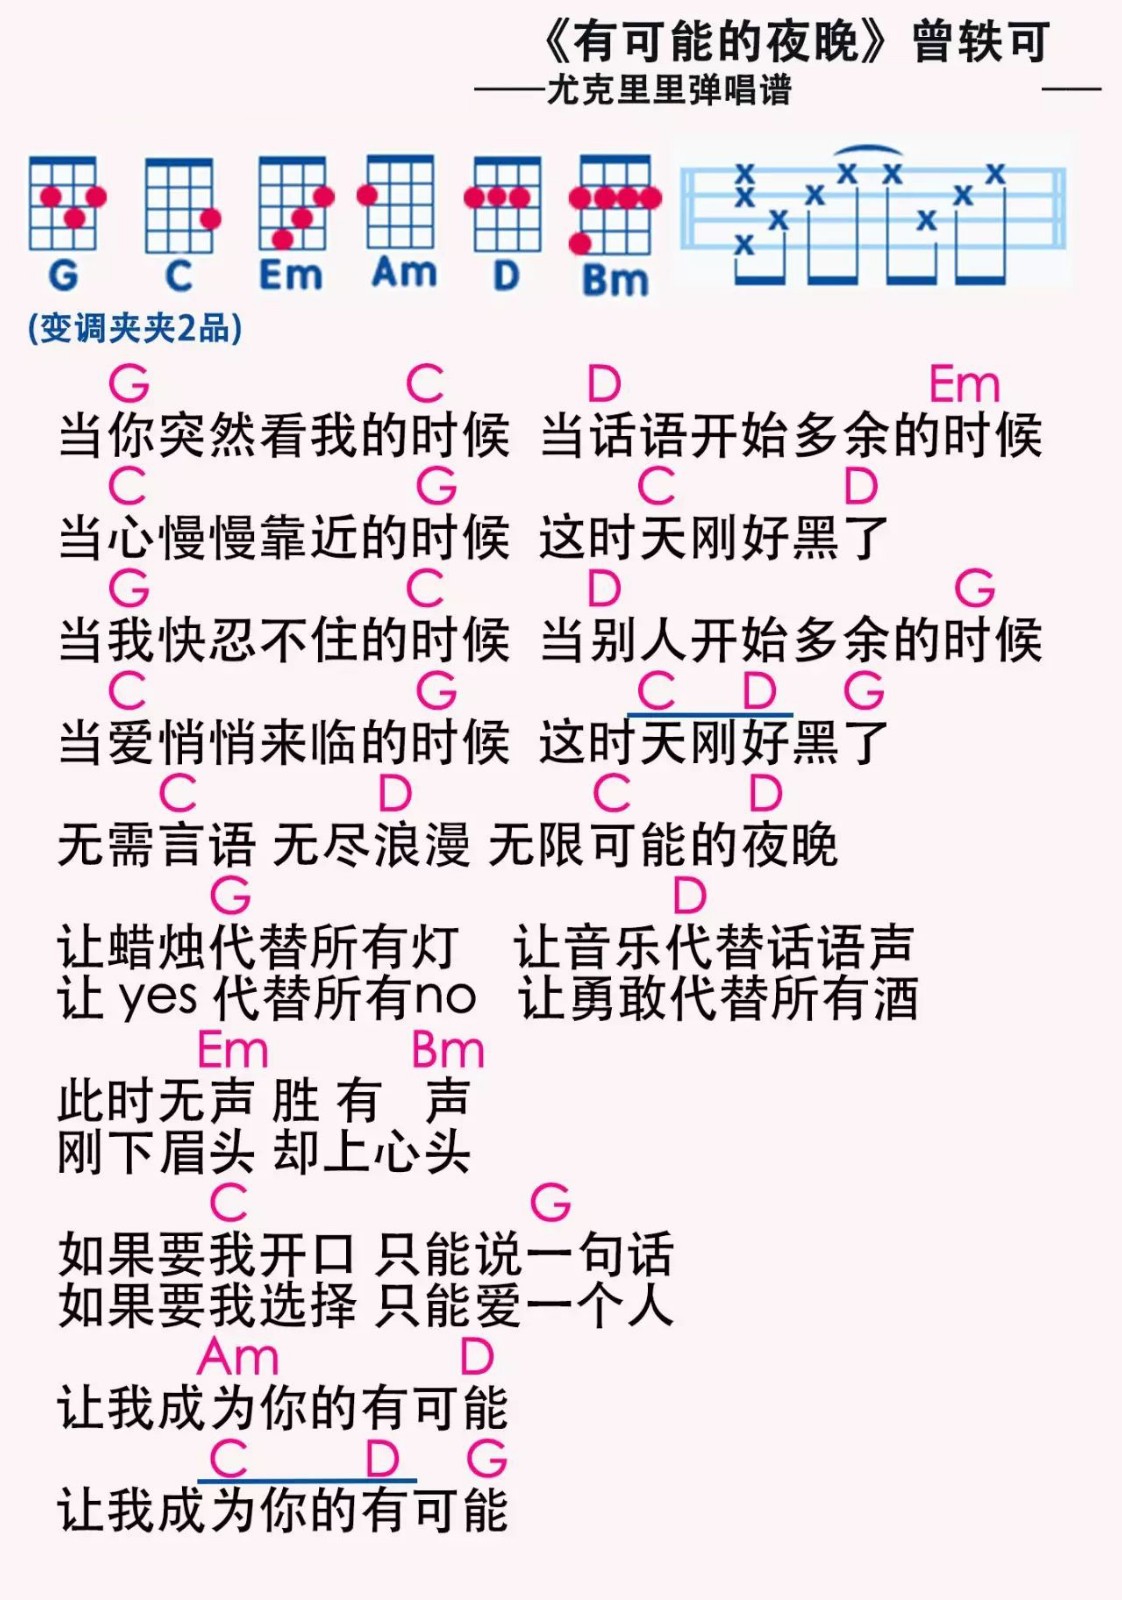 《有可能的夜晚》曾轶可
——尤克里里弹唱谱 ——
G C Em Am D Bm
(变调夹夹2品)
G C D Em
当你突然看我的时候 当话语开始多余的时候
C G C D
当心慢慢靠近的时候 这时天刚好黑了
G C D G
当我快忍不住的时候 当别人开始多余的时候
C G C D G
当爱悄悄来临的时候 这时天刚好黑了
C D C D
无需言语 无尽浪漫 无限可能的夜晚
G D
让蜡烛代替所有灯 让音乐代替话语声
让 yes 代替所有no 让勇敢代替所有酒
Em Bm
此时无声 胜 有 声
刚下眉头 却上心头
C G
如果要我开口 只能说一句话
如果要我选择 只能爱一个人
Am D
让我成为你的有可能
C D G
让我成为你的有可能